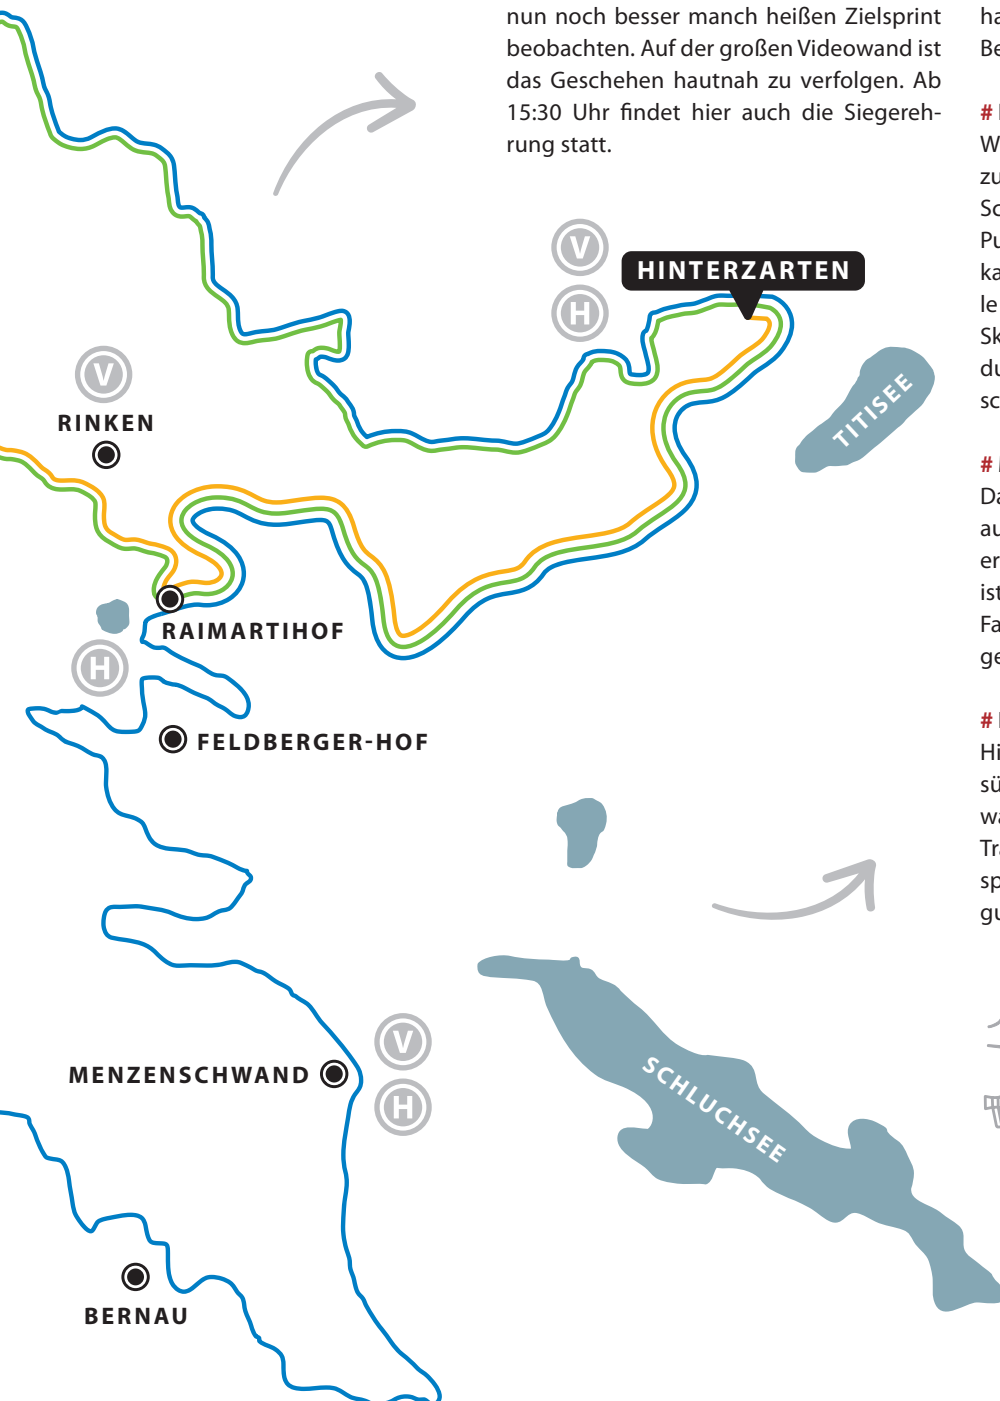 nun noch besser manch heißen Zielsprint
beobachten. Auf der großen Videowand ist
das Geschehen hautnah zu verfolgen. Ab
15:30 Uhr findet hier auch die Siegereh-
rung statt.
V
HINTERZARTEN
H
V
RINKEN
TITISEE
RAIMARTIHOF
H
FELDBERGER-HOF
V
MENZENSCHWAND
H
SCHLUCHSEE
BERNAU
#
#
#